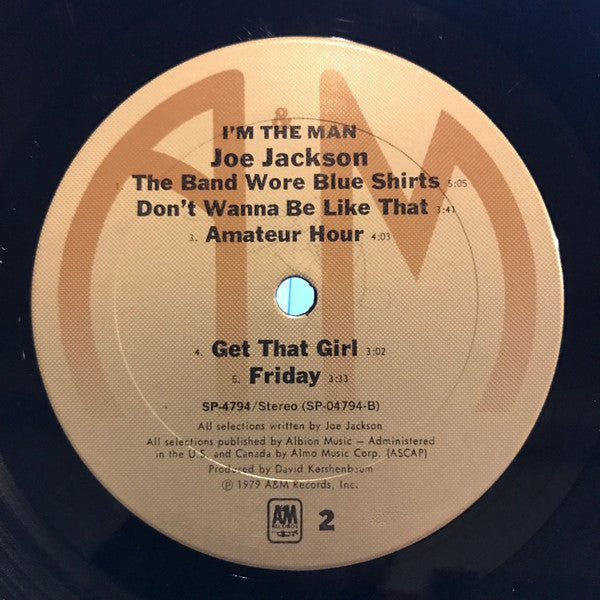 A&M
I'M THE MAN
Joe Jackson
1. The Band Wore Blue Shirts 5:05
Don't Wanna Be Like That 3:41
3. Amateur Hour 4:03
4. Get That Girl 3:02
5. Friday 3:33
SP-4794/Stereo (SP-04794-B)
All selections written by Joe Jackson
All selections published by Albion Music — Administered
in the U.S. and Canada by Almo Music Corp. (ASCAP)
Produced by David Kershenbaum
℗ 1979 A&M Records, Inc.
A&M
RECORDS
2